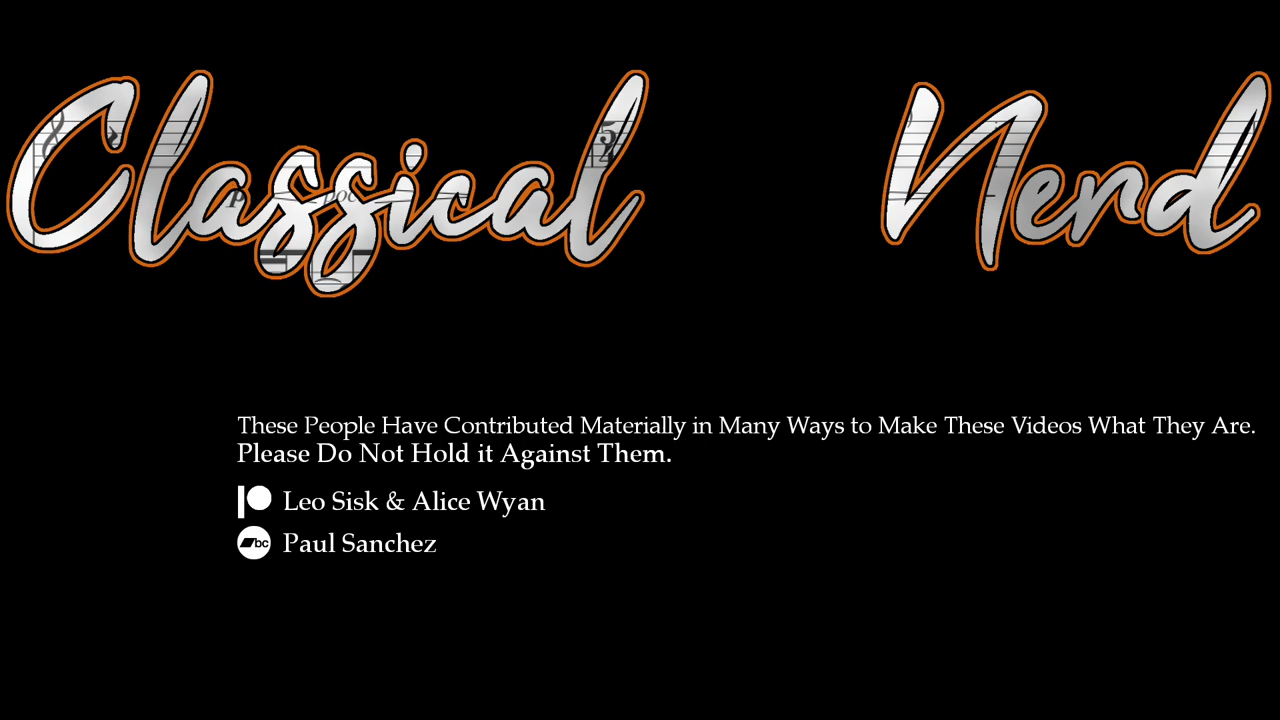 Classical Nerd
These People Have Contributed Materially in Many Ways to Make These Videos What They Are.
Please Do Not Hold it Against Them.
Leo Sisk & Alice Wyan
bc Paul Sanchez